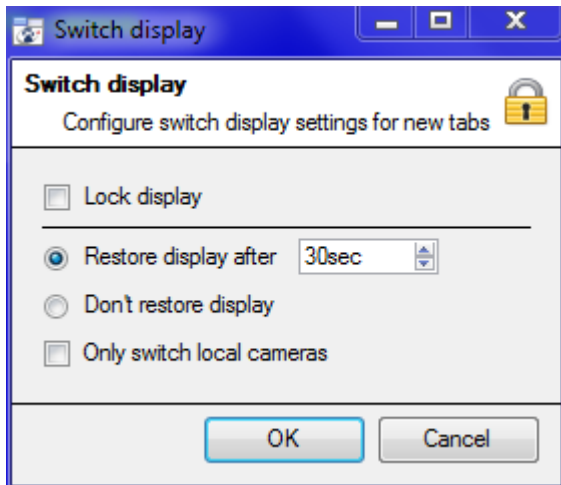 Switch display
Switch display
Configure switch display settings for new tabs
Lock display
Restore display after 30sec
Don't restore display
Only switch local cameras
OK Cancel